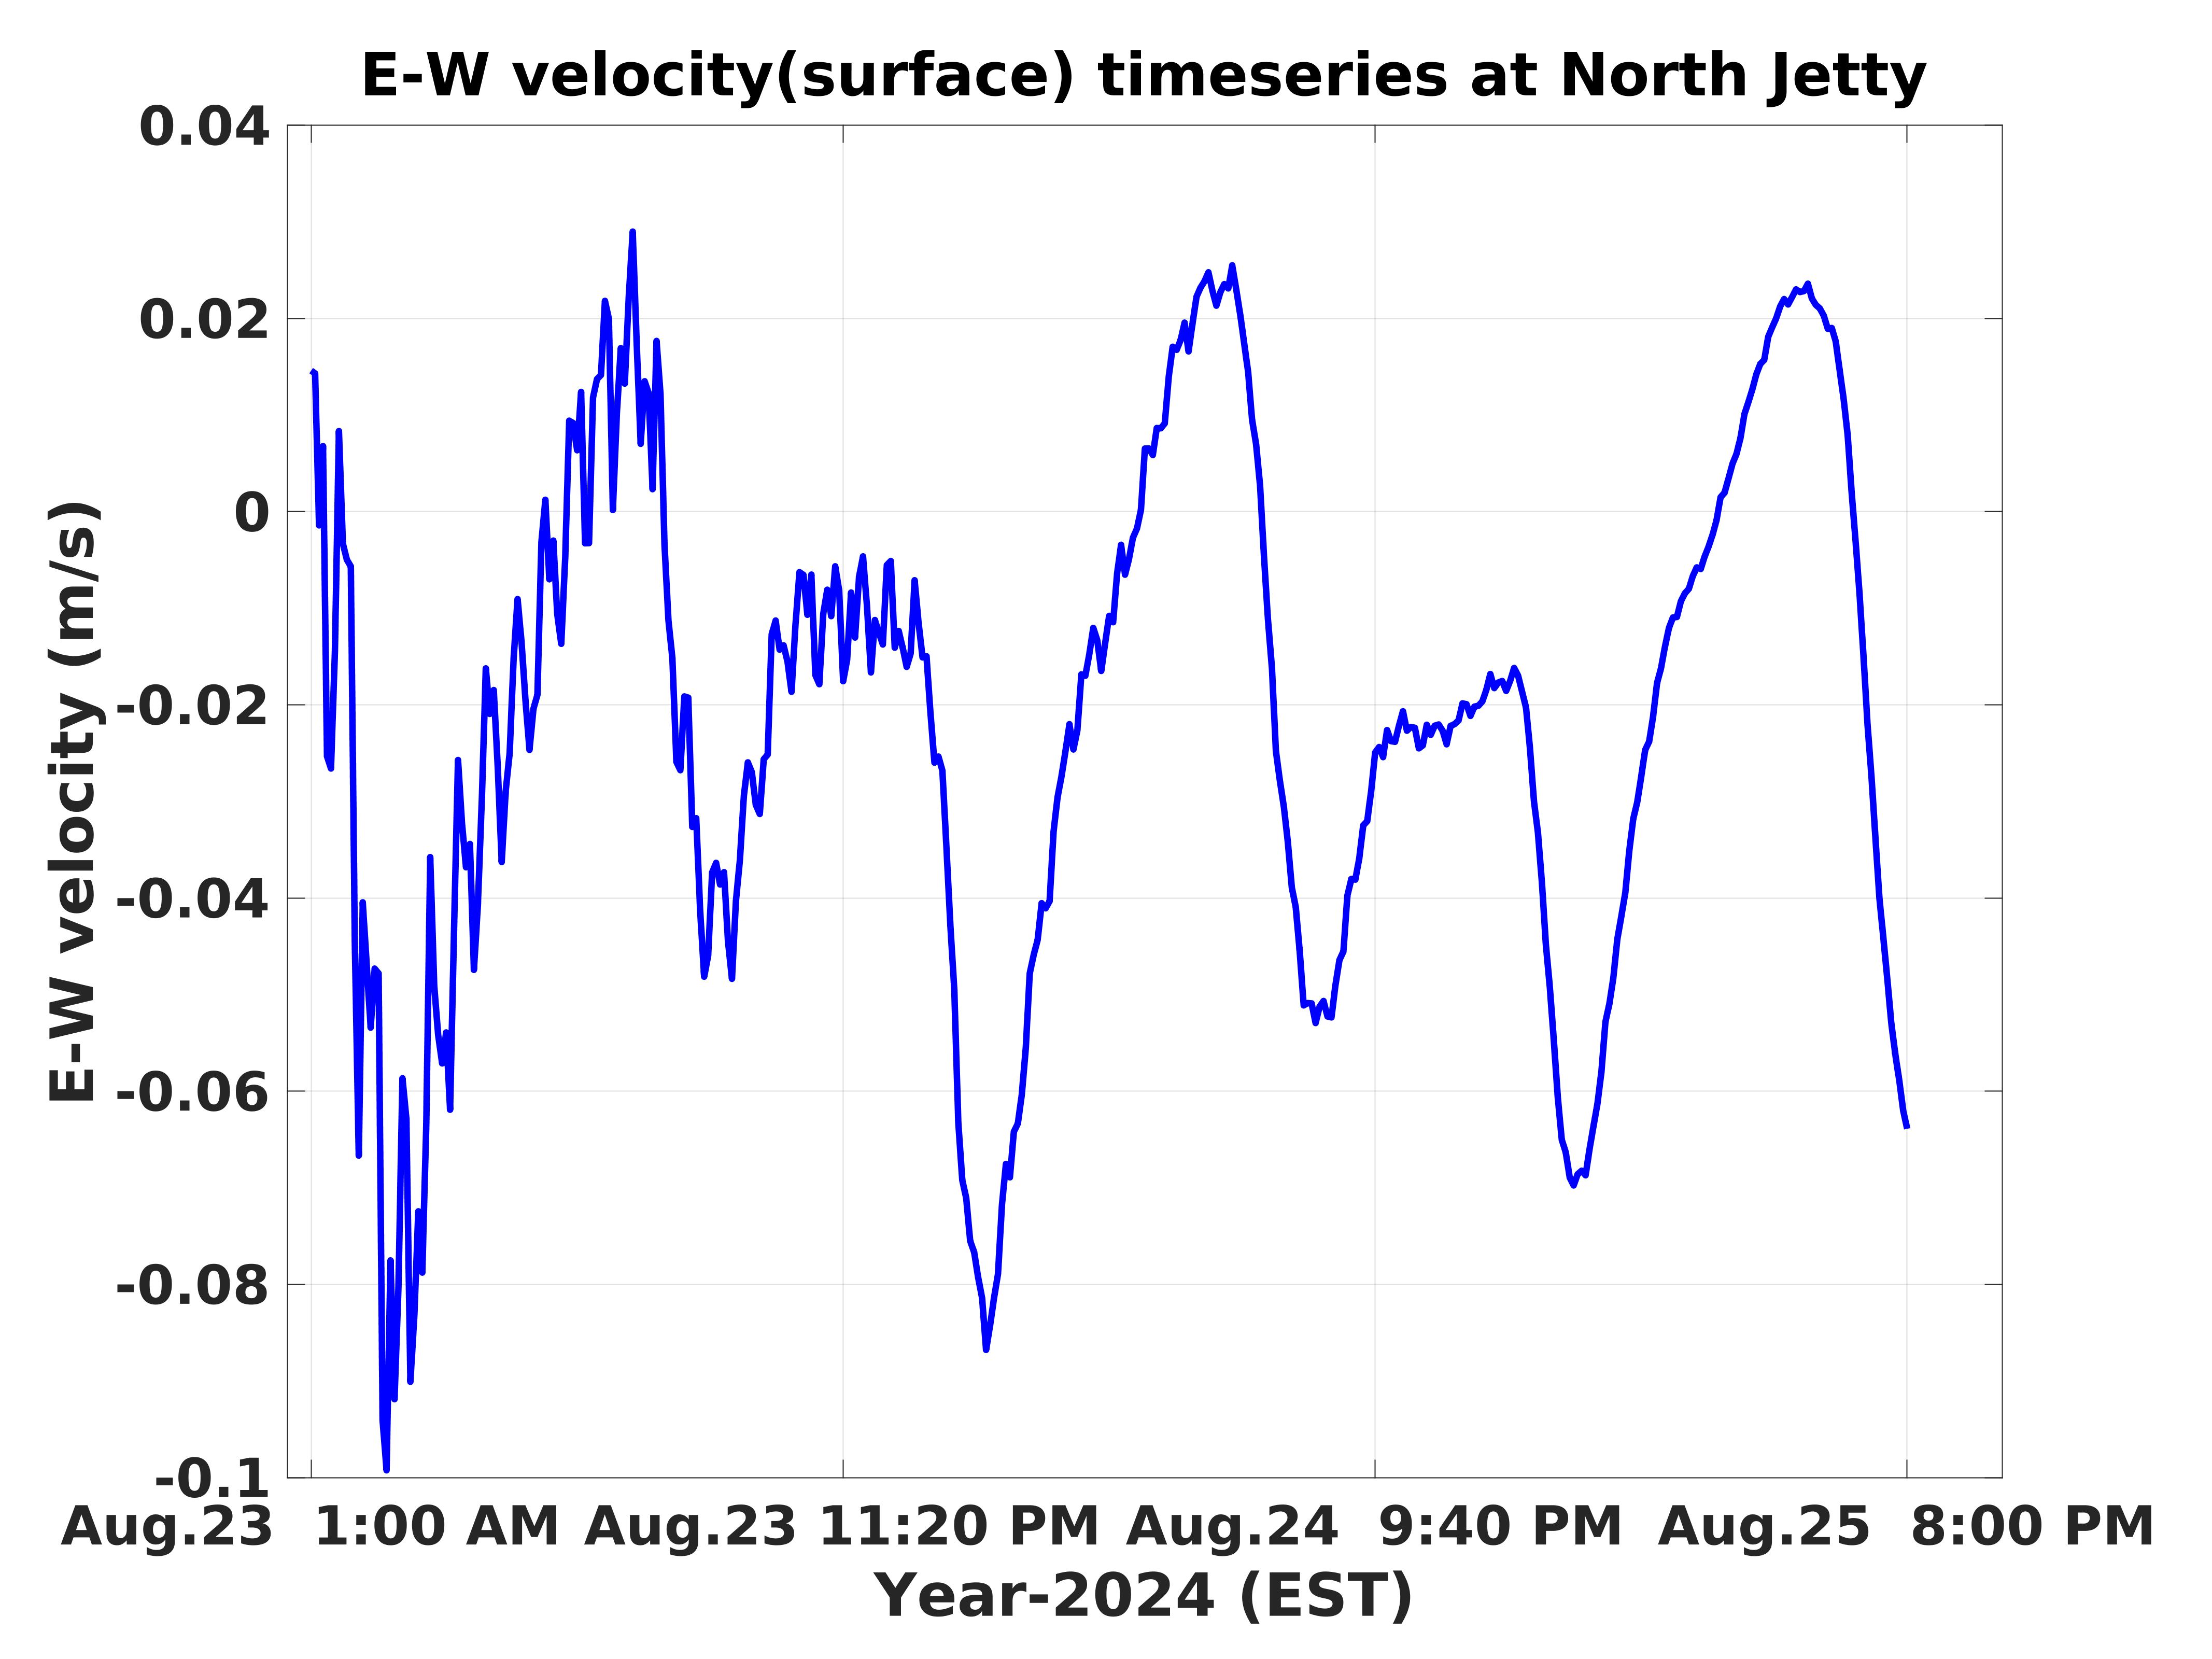 E-W velocity(surface) timeseries at North Jetty
0.04
0.02
0
-0.02
-0.04
-0.06
-0.08
-0.1
E-W velocity (m/s)
Aug.23 1:00 AM Aug.23 11:20 PM Aug.24 9:40 PM Aug.25 8:00 PM
Year-2024 (EST)